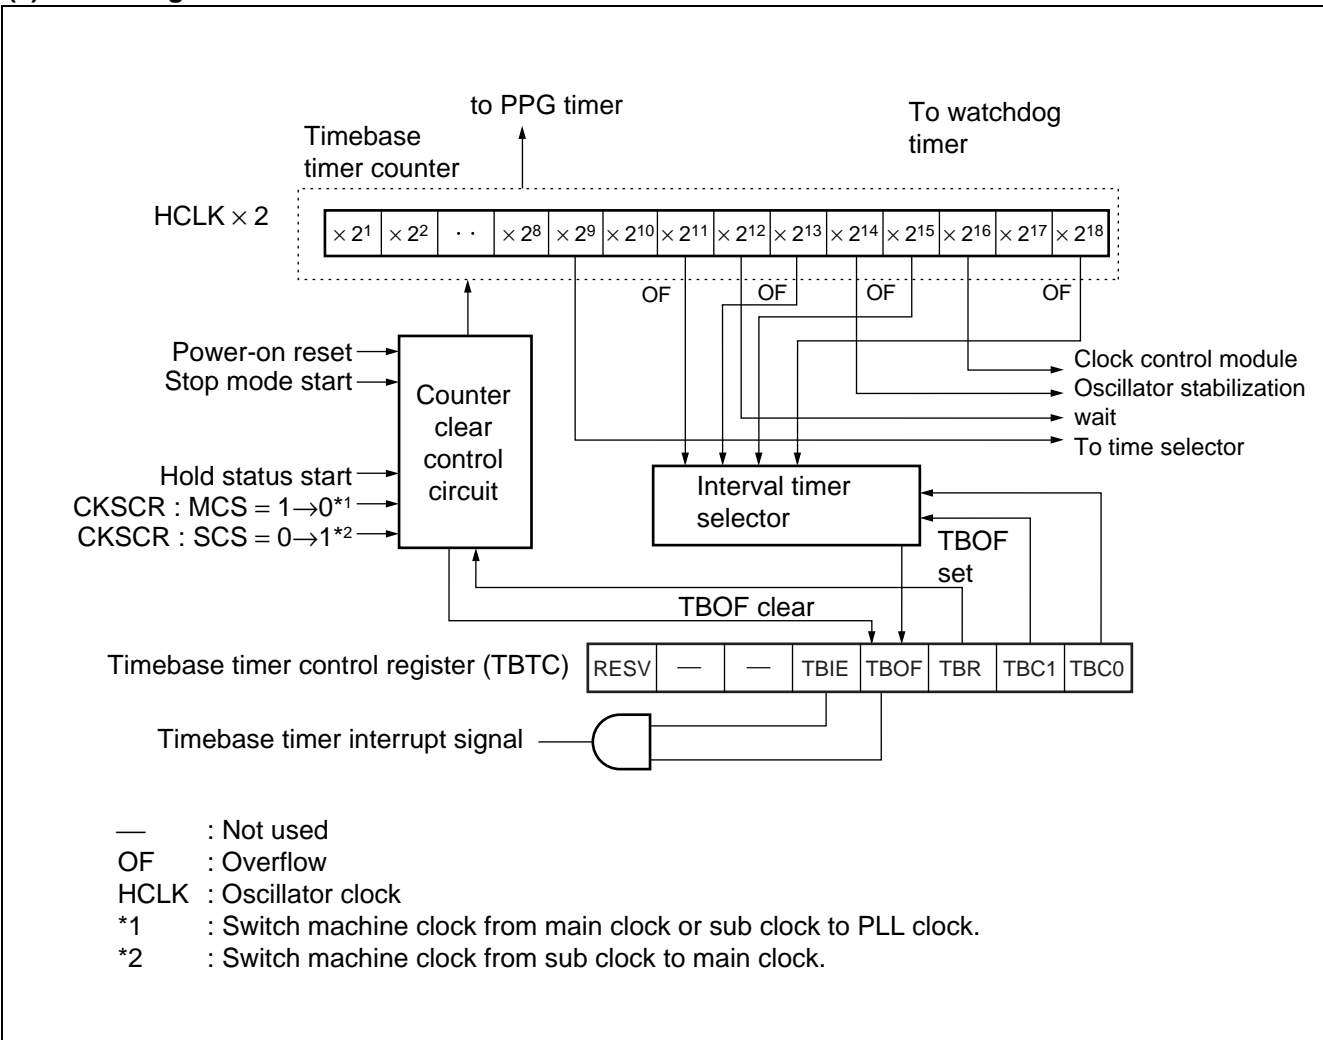 to PPG timer
To watchdog
timer
Timebase
timer counter
HCLK × 2
× 2¹ × 2² ·· × 2⁸ × 2⁹ × 2¹⁰ × 2¹¹ × 2¹² × 2¹³ × 2¹⁴ × 2¹⁵ × 2¹⁶ × 2¹⁷ × 2¹⁸
OF OF OF OF
Power-on reset
Stop mode start
Hold status start
CKSCR : MCS = 1→0*1
CKSCR : SCS = 0→1*2
Counter
clear
control
circuit
Clock control module
Oscillator stabilization
wait
To time selector
Interval timer
selector
TBOF
set
TBOF clear
Timebase timer control register (TBTC)
RESV — — TBIE TBOF TBR TBC1 TBC0
Timebase timer interrupt signal
— : Not used
OF : Overflow
HCLK : Oscillator clock
*1 : Switch machine clock from main clock or sub clock to PLL clock.
*2 : Switch machine clock from sub clock to main clock.